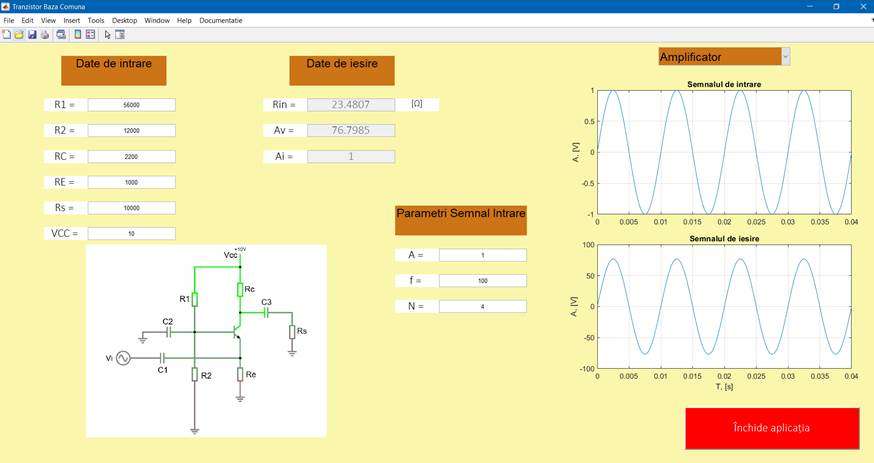 Tranzistor Baza Comuna
File Edit View Insert Tools Desktop Window Help Documentatie
Date de intrare
R1 = 56000
R2 = 12000
RC = 2200
RE = 1000
Rs = 10000
VCC = 10
Date de iesire
Rin = 23.4807 [Ω]
Av = 76.7985
Ai = 1
Parametri Semnal Intrare
A = 1
f = 100
N = 4
+10V
Vcc
Rc
R1
C3
C2
Rs
Vi
C1
R2
Re
Amplificator
Semnalul de intrare
A, [V]
1
0.5
0
-0.5
-1
0 0.005 0.01 0.015 0.02 0.025 0.03 0.035 0.04
Semnalul de iesire
A, [V]
100
50
0
-50
-100
0 0.005 0.01 0.015 0.02 0.025 0.03 0.035 0.04
T, [s]
Închide aplicația